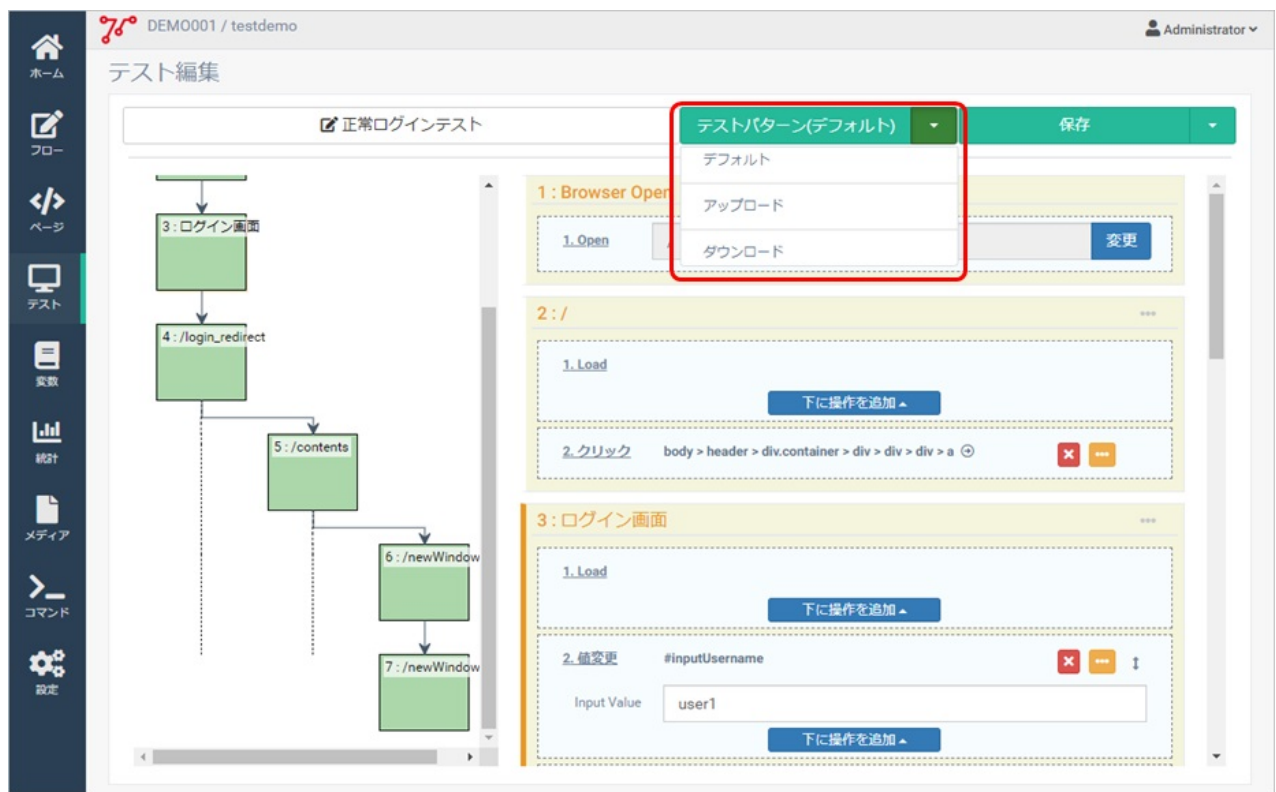 DEMO001 / testdemo
Administrator
ホーム
フロー
ページ
テスト
変数
統計
メディア
コマンド
設定
テスト編集
正常ログインテスト
テストパターン(デフォルト)
保存
デフォルト
アップロード
ダウンロード
3 : ログイン画面
4 : /login_redirect
5 : /contents
6 : /newWindow
7 : /newWindow
1 : Browser Open
1. Open
変更
2 : /
1. Load
下に操作を追加
2. クリック body > header > div.container > div > div > div > a
3 : ログイン画面
1. Load
下に操作を追加
2. 値変更 #inputUsername
Input Value user1
下に操作を追加